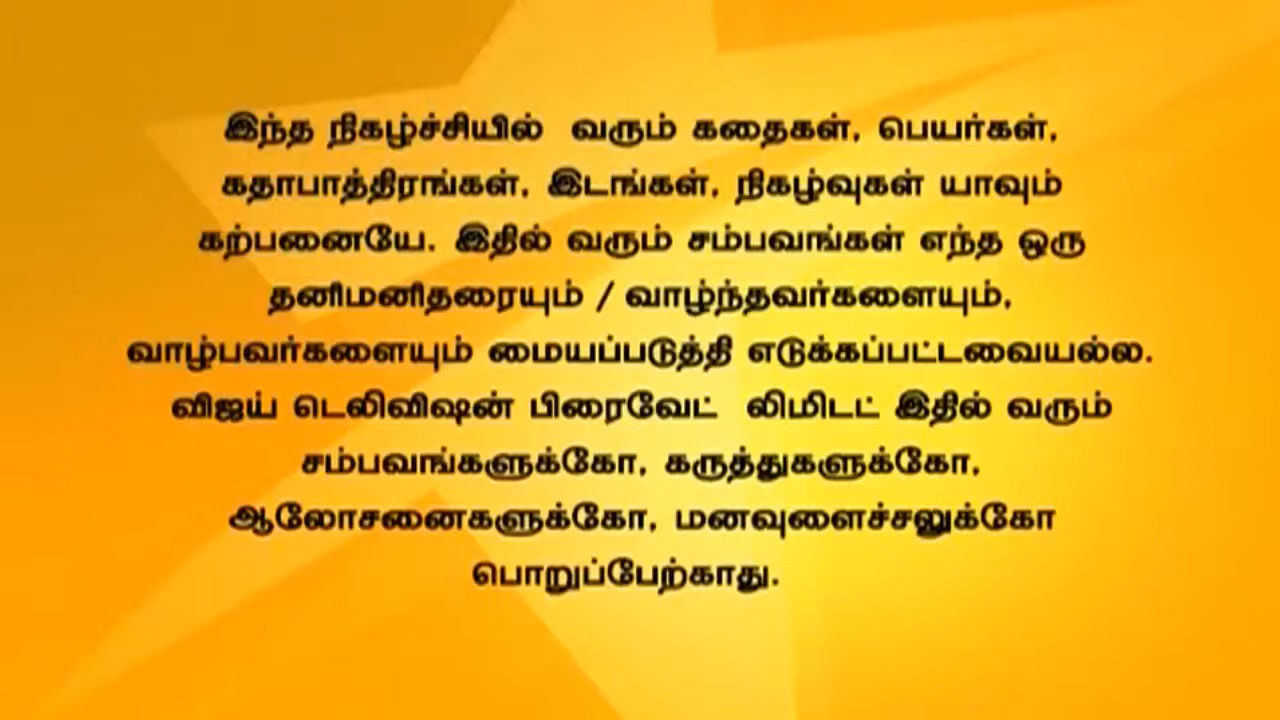 இந்த நிகழ்ச்சியில் வரும் கதைகள், பெயர்கள்,
கதாபாத்திரங்கள், இடங்கள், நிகழ்வுகள் யாவும்
கற்பனையே. இதில் வரும் சம்பவங்கள் எந்த ஒரு
தனிமனிதரையும் / வாழ்ந்தவர்களையும்,
வாழ்பவர்களையும் மையப்படுத்தி எடுக்கப்பட்டவையல்ல.
விஜய் டெலிவிஷன் பிரைவேட் லிமிடட் இதில் வரும்
சம்பவங்களுக்கோ, கருத்துகளுக்கோ,
ஆலோசனைகளுக்கோ, மனவுளைச்சலுக்கோ
பொறுப்பேற்காது.